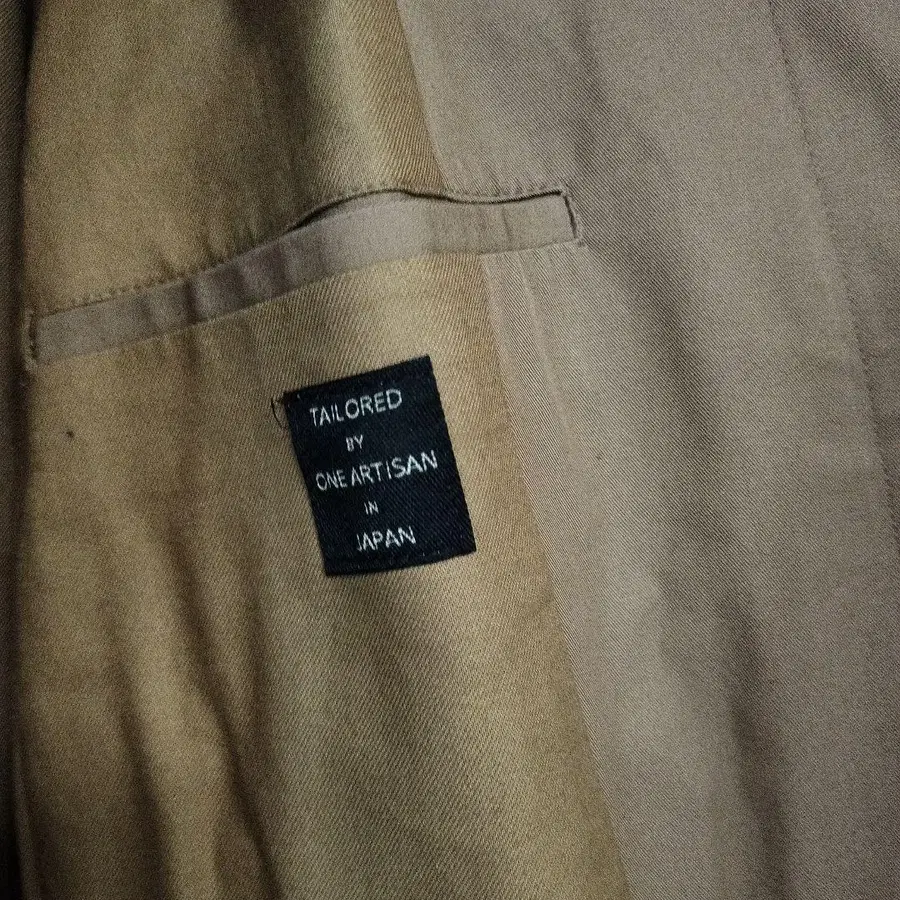 TAILORED
BY
ONE ARTISAN
IN
JAPAN